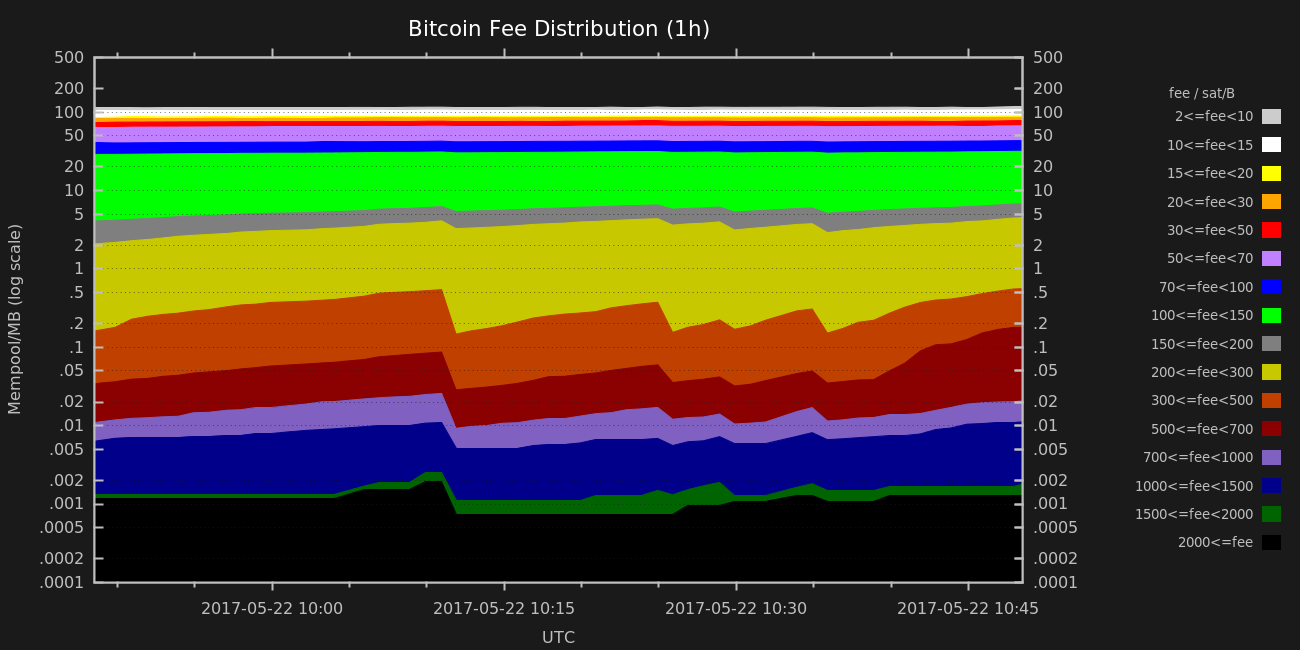 Bitcoin Fee Distribution (1h)
Mempool/MB (log scale)
500
200
100
50
20
10
5
2
1
.5
.2
.1
.05
.02
.01
.005
.002
.001
.0005
.0002
.0001
500
200
100
50
20
10
5
2
1
.5
.2
.1
.05
.02
.01
.005
.002
.001
.0005
.0002
.0001
2017-05-22 10:00
2017-05-22 10:15
2017-05-22 10:30
2017-05-22 10:45
UTC
fee / sat/B
2<=fee<10
10<=fee<15
15<=fee<20
20<=fee<30
30<=fee<50
50<=fee<70
70<=fee<100
100<=fee<150
150<=fee<200
200<=fee<300
300<=fee<500
500<=fee<700
700<=fee<1000
1000<=fee<1500
1500<=fee<2000
2000<=fee